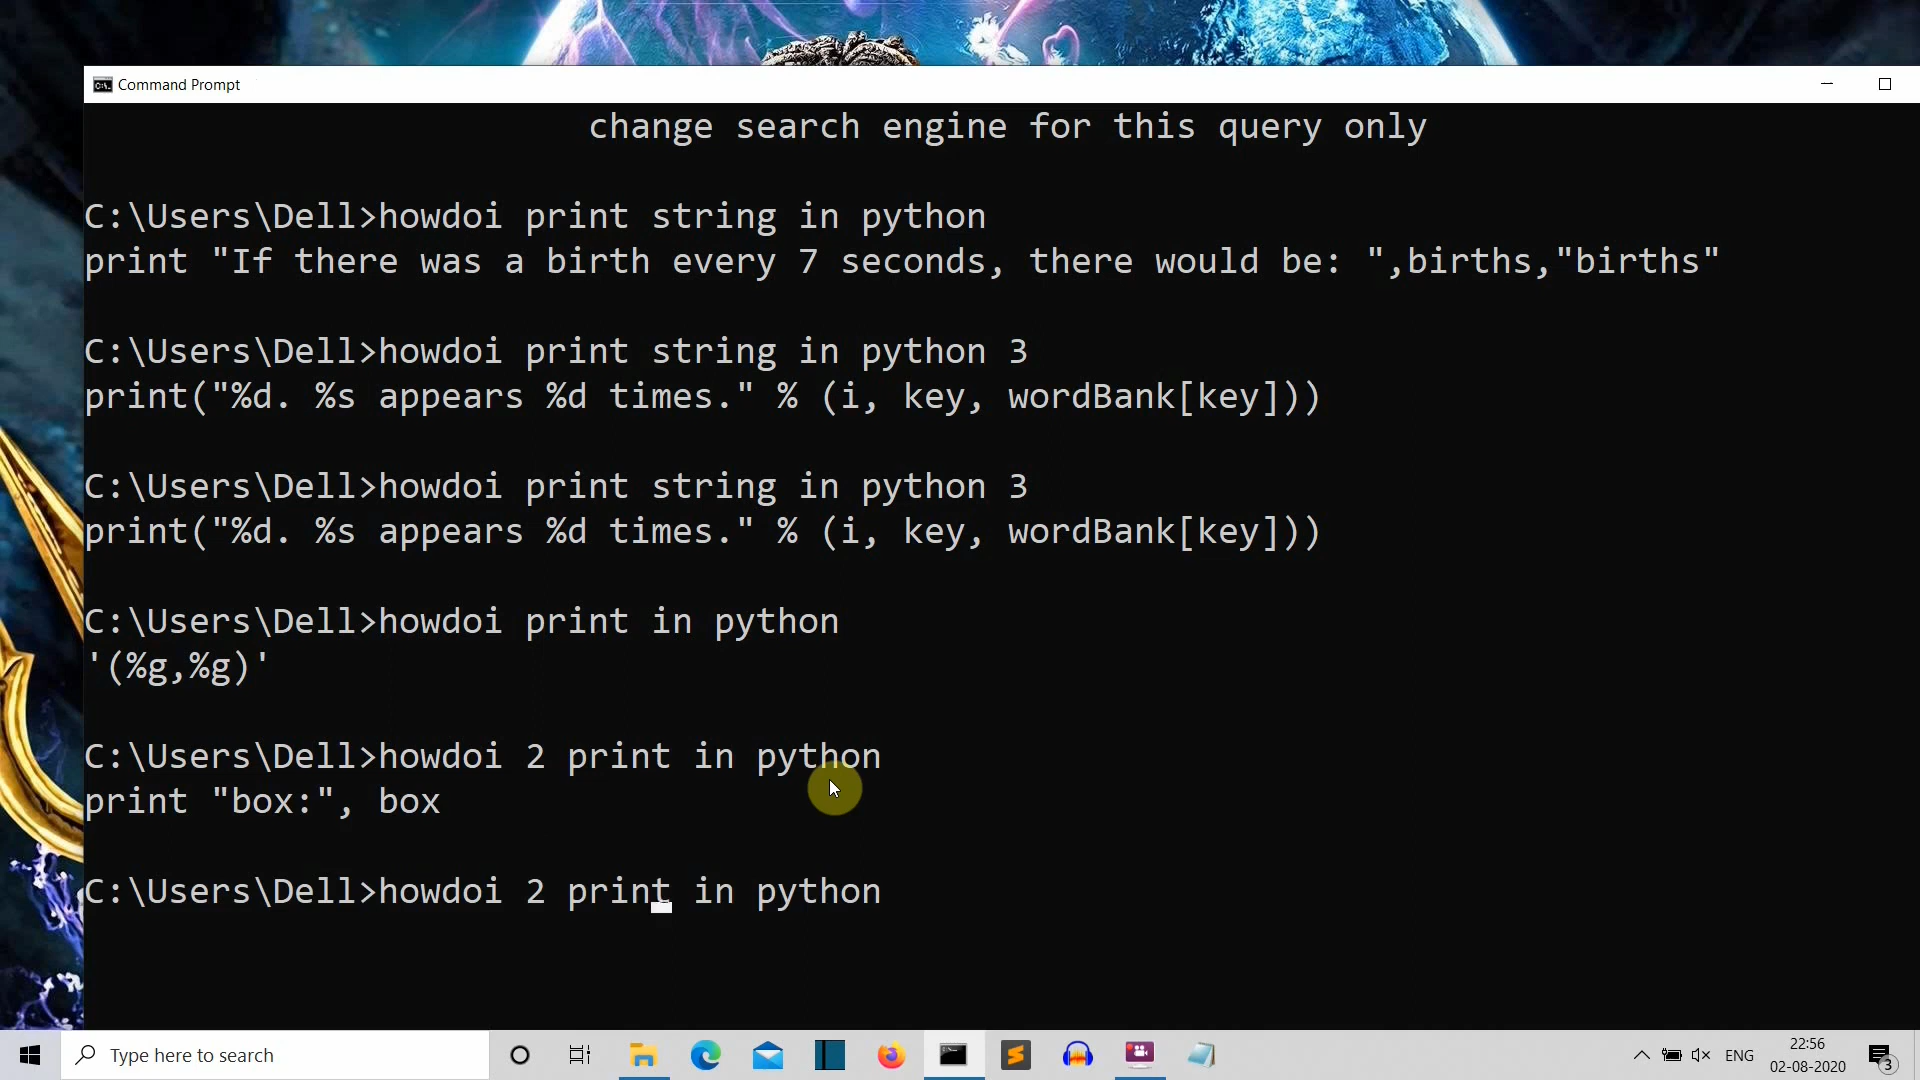 Command Prompt
change search engine for this query only
C:\Users\Dell>howdoi print string in python
print "If there was a birth every 7 seconds, there would be: ",births,"births"
C:\Users\Dell>howdoi print string in python 3
print("%d. %s appears %d times." % (i, key, wordBank[key]))
C:\Users\Dell>howdoi print string in python 3
print("%d. %s appears %d times." % (i, key, wordBank[key]))
C:\Users\Dell>howdoi print in python
'(%g,%g)'
C:\Users\Dell>howdoi 2 print in python
print "box:", box
C:\Users\Dell>howdoi 2 print in python
Type here to search
ENG
22:56
02-08-2020
3